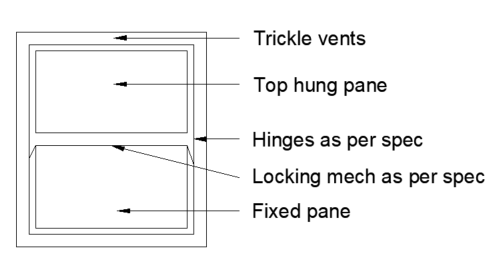 Trickle vents
Top hung pane
Hinges as per spec
Locking mech as per spec
Fixed pane